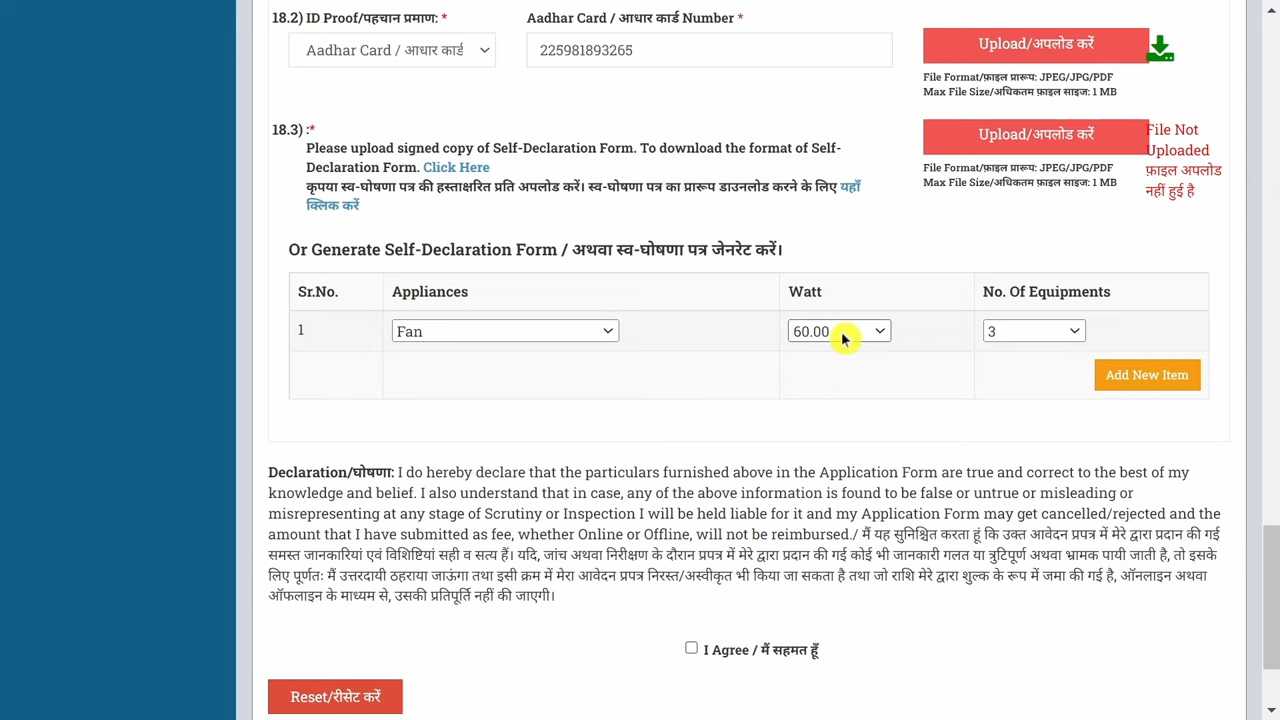 18.2) ID Proof/पहचान प्रमाण: *
Aadhar Card / आधार कार्ड Number *
Aadhar Card / आधार कार्ड
225981893265
Upload/अपलोड करें
File Format/फ़ाइल प्रारूप: JPEG/JPG/PDF
Max File Size/अधिकतम फ़ाइल साइज: 1 MB
18.3) :*
Please upload signed copy of Self-Declaration Form. To download the format of Self-
Declaration Form. Click Here
कृपया स्व-घोषणा पत्र की हस्ताक्षरित प्रति अपलोड करें। स्व-घोषणा पत्र का प्रारूप डाउनलोड करने के लिए यहाँ
क्लिक करें
Upload/अपलोड करें
File Format/फ़ाइल प्रारूप: JPEG/JPG/PDF
Max File Size/अधिकतम फ़ाइल साइज: 1 MB
File Not
Uploaded
फ़ाइल अपलोड
नहीं हुई है
Or Generate Self-Declaration Form / अथवा स्व-घोषणा पत्र जेनरेट करें।
Sr.No. Appliances Watt No. Of Equipments
1 Fan 60.00 3
Add New Item
Declaration/घोषणा: I do hereby declare that the particulars furnished above in the Application Form are true and correct to the best of my
knowledge and belief. I also understand that in case, any of the above information is found to be false or untrue or misleading or
misrepresenting at any stage of Scrutiny or Inspection I will be held liable for it and my Application Form may get cancelled/rejected and the
amount that I have submitted as fee, whether Online or Offline, will not be reimbursed./ मैं यह सुनिश्चित करता हूं कि उक्त आवेदन प्रपत्र में मेरे द्वारा प्रदान की गई
समस्त जानकारियां एवं विशिष्टियां सही व सत्य हैं। यदि, जांच अथवा निरीक्षण के दौरान प्रपत्र में मेरे द्वारा प्रदान की गई कोई भी जानकारी गलत या त्रुटिपूर्ण अथवा भ्रामक पायी जाती है, तो इसके
लिए पूर्णत: मैं उत्तरदायी ठहराया जाऊंगा तथा इसी क्रम में मेरा आवेदन प्रपत्र निरस्त/अस्वीकृत भी किया जा सकता है तथा जो राशि मेरे द्वारा शुल्क के रूप में जमा की गई है, ऑनलाइन अथवा
ऑफलाइन के माध्यम से, उसकी प्रतिपूर्ति नहीं की जाएगी।
I Agree / मैं सहमत हूँ
Reset/रीसेट करें